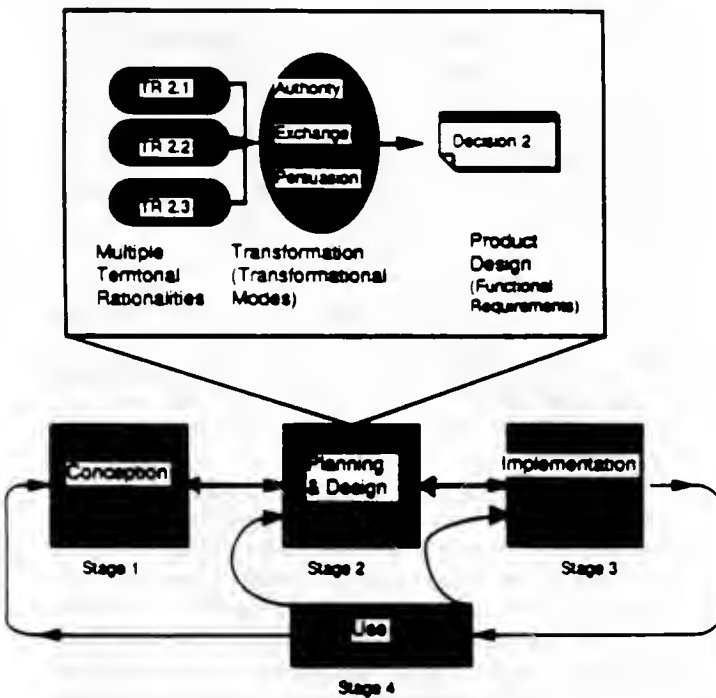 TR 2.1
TR 2.2
TR 2.3
Authority
Exchange
Persuasion
Decision 2
Multiple
Territorial
Rationalities
Transformation
(Transformational
Modes)
Product
Design
(Functional
Requirements)
Conception
Planning
& Design
Implementation
Stage 1
Stage 2
Stage 3
Use
Stage 4